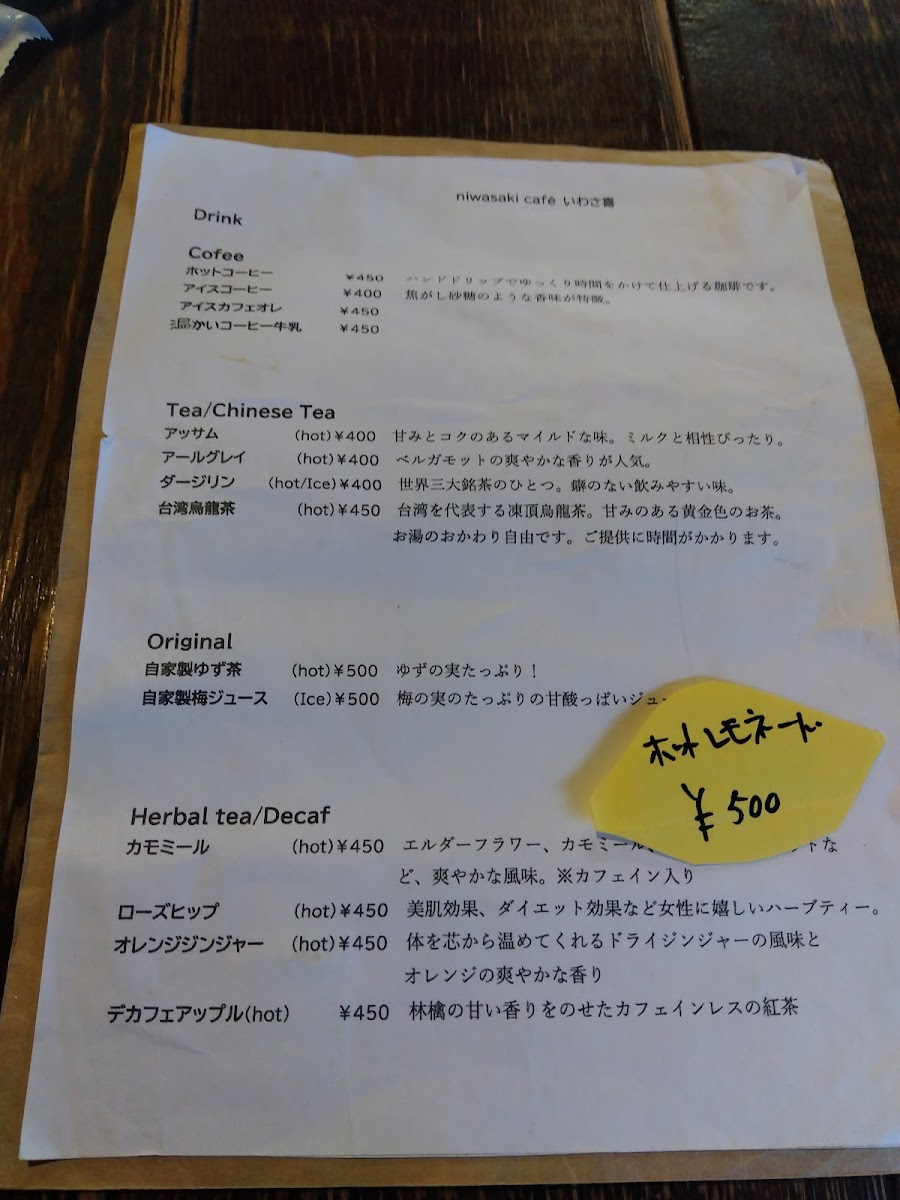 niwasaki café いわさ喜
Drink
Cofee
ホットコーヒー ¥450 ハンドドリップでゆっくり時間をかけて仕上げる珈琲です。
アイスコーヒー ¥400 焦がし砂糖のような香味が特徴。
アイスカフェオレ ¥450
温かいコーヒー牛乳 ¥450
Tea/Chinese Tea
アッサム (hot)¥400 甘みとコクのあるマイルドな味。ミルクと相性ぴったり。
アールグレイ (hot)¥400 ベルガモットの爽やかな香りが人気。
ダージリン (hot/Ice)¥400 世界三大銘茶のひとつ。癖のない飲みやすい味。
台湾烏龍茶 (hot)¥450 台湾を代表する凍頂烏龍茶。甘みのある黄金色のお茶。
お湯のおかわり自由です。ご提供に時間がかかります。
Original
自家製ゆず茶 (hot)¥500 ゆずの実たっぷり！
自家製梅ジュース (Ice)¥500 梅の実のたっぷりの甘酸っぱいジュー
ホットレモネード
¥500
Herbal tea/Decaf
カモミール (hot)¥450 エルダーフラワー、カモミール、 ントな
ど、爽やかな風味。※カフェイン入り
ローズヒップ (hot)¥450 美肌効果、ダイエット効果など女性に嬉しいハーブティー。
オレンジジンジャー (hot)¥450 体を芯から温めてくれるドライジンジャーの風味と
オレンジの爽やかな香り
デカフェアップル(hot) ¥450 林檎の甘い香りをのせたカフェインレスの紅茶